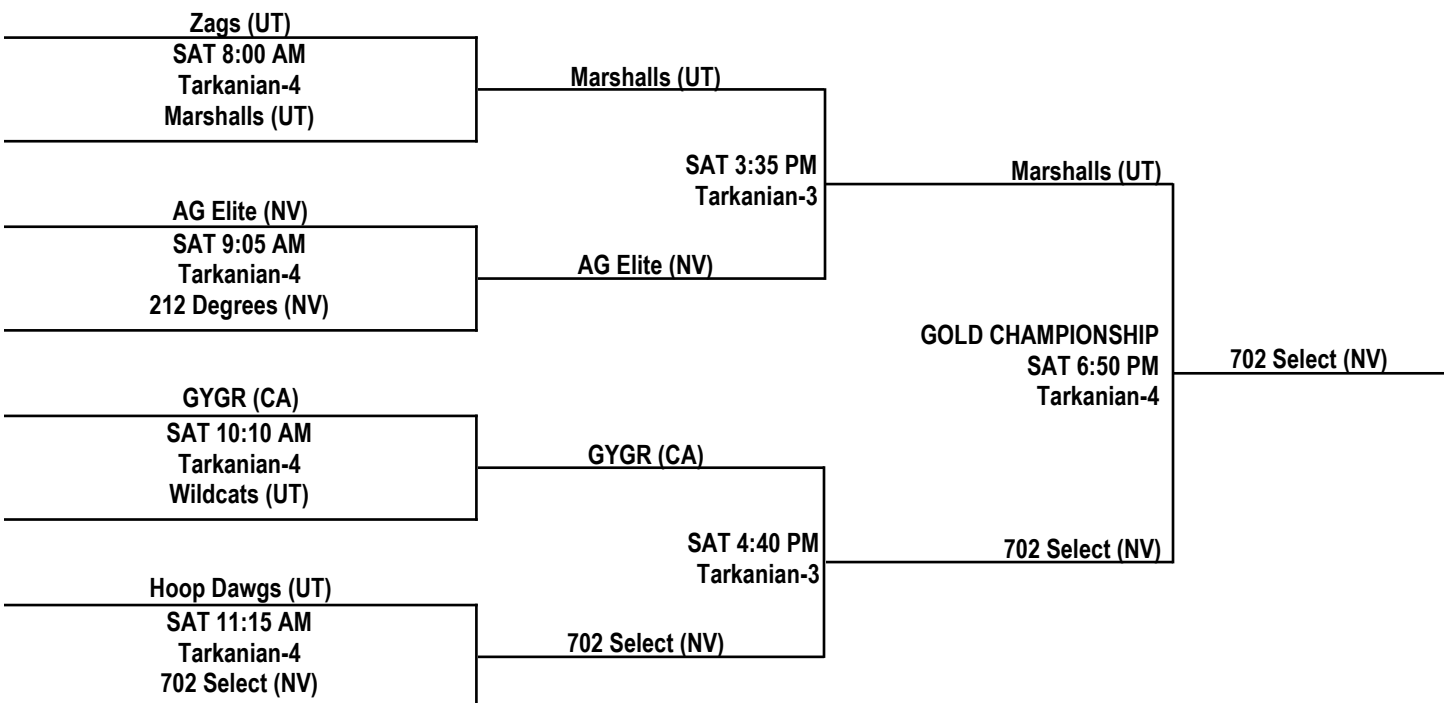 Zags (UT)
SAT 8:00 AM
Tarkanian-4
Marshalls (UT)
AG Elite (NV)
SAT 9:05 AM
Tarkanian-4
212 Degrees (NV)
GYGR (CA)
SAT 10:10 AM
Tarkanian-4
Wildcats (UT)
Hoop Dawgs (UT)
SAT 11:15 AM
Tarkanian-4
702 Select (NV)
Marshalls (UT)
SAT 3:35 PM
Tarkanian-3
AG Elite (NV)
GYGR (CA)
SAT 4:40 PM
Tarkanian-3
702 Select (NV)
Marshalls (UT)
GOLD CHAMPIONSHIP
SAT 6:50 PM
Tarkanian-4
702 Select (NV)
702 Select (NV)